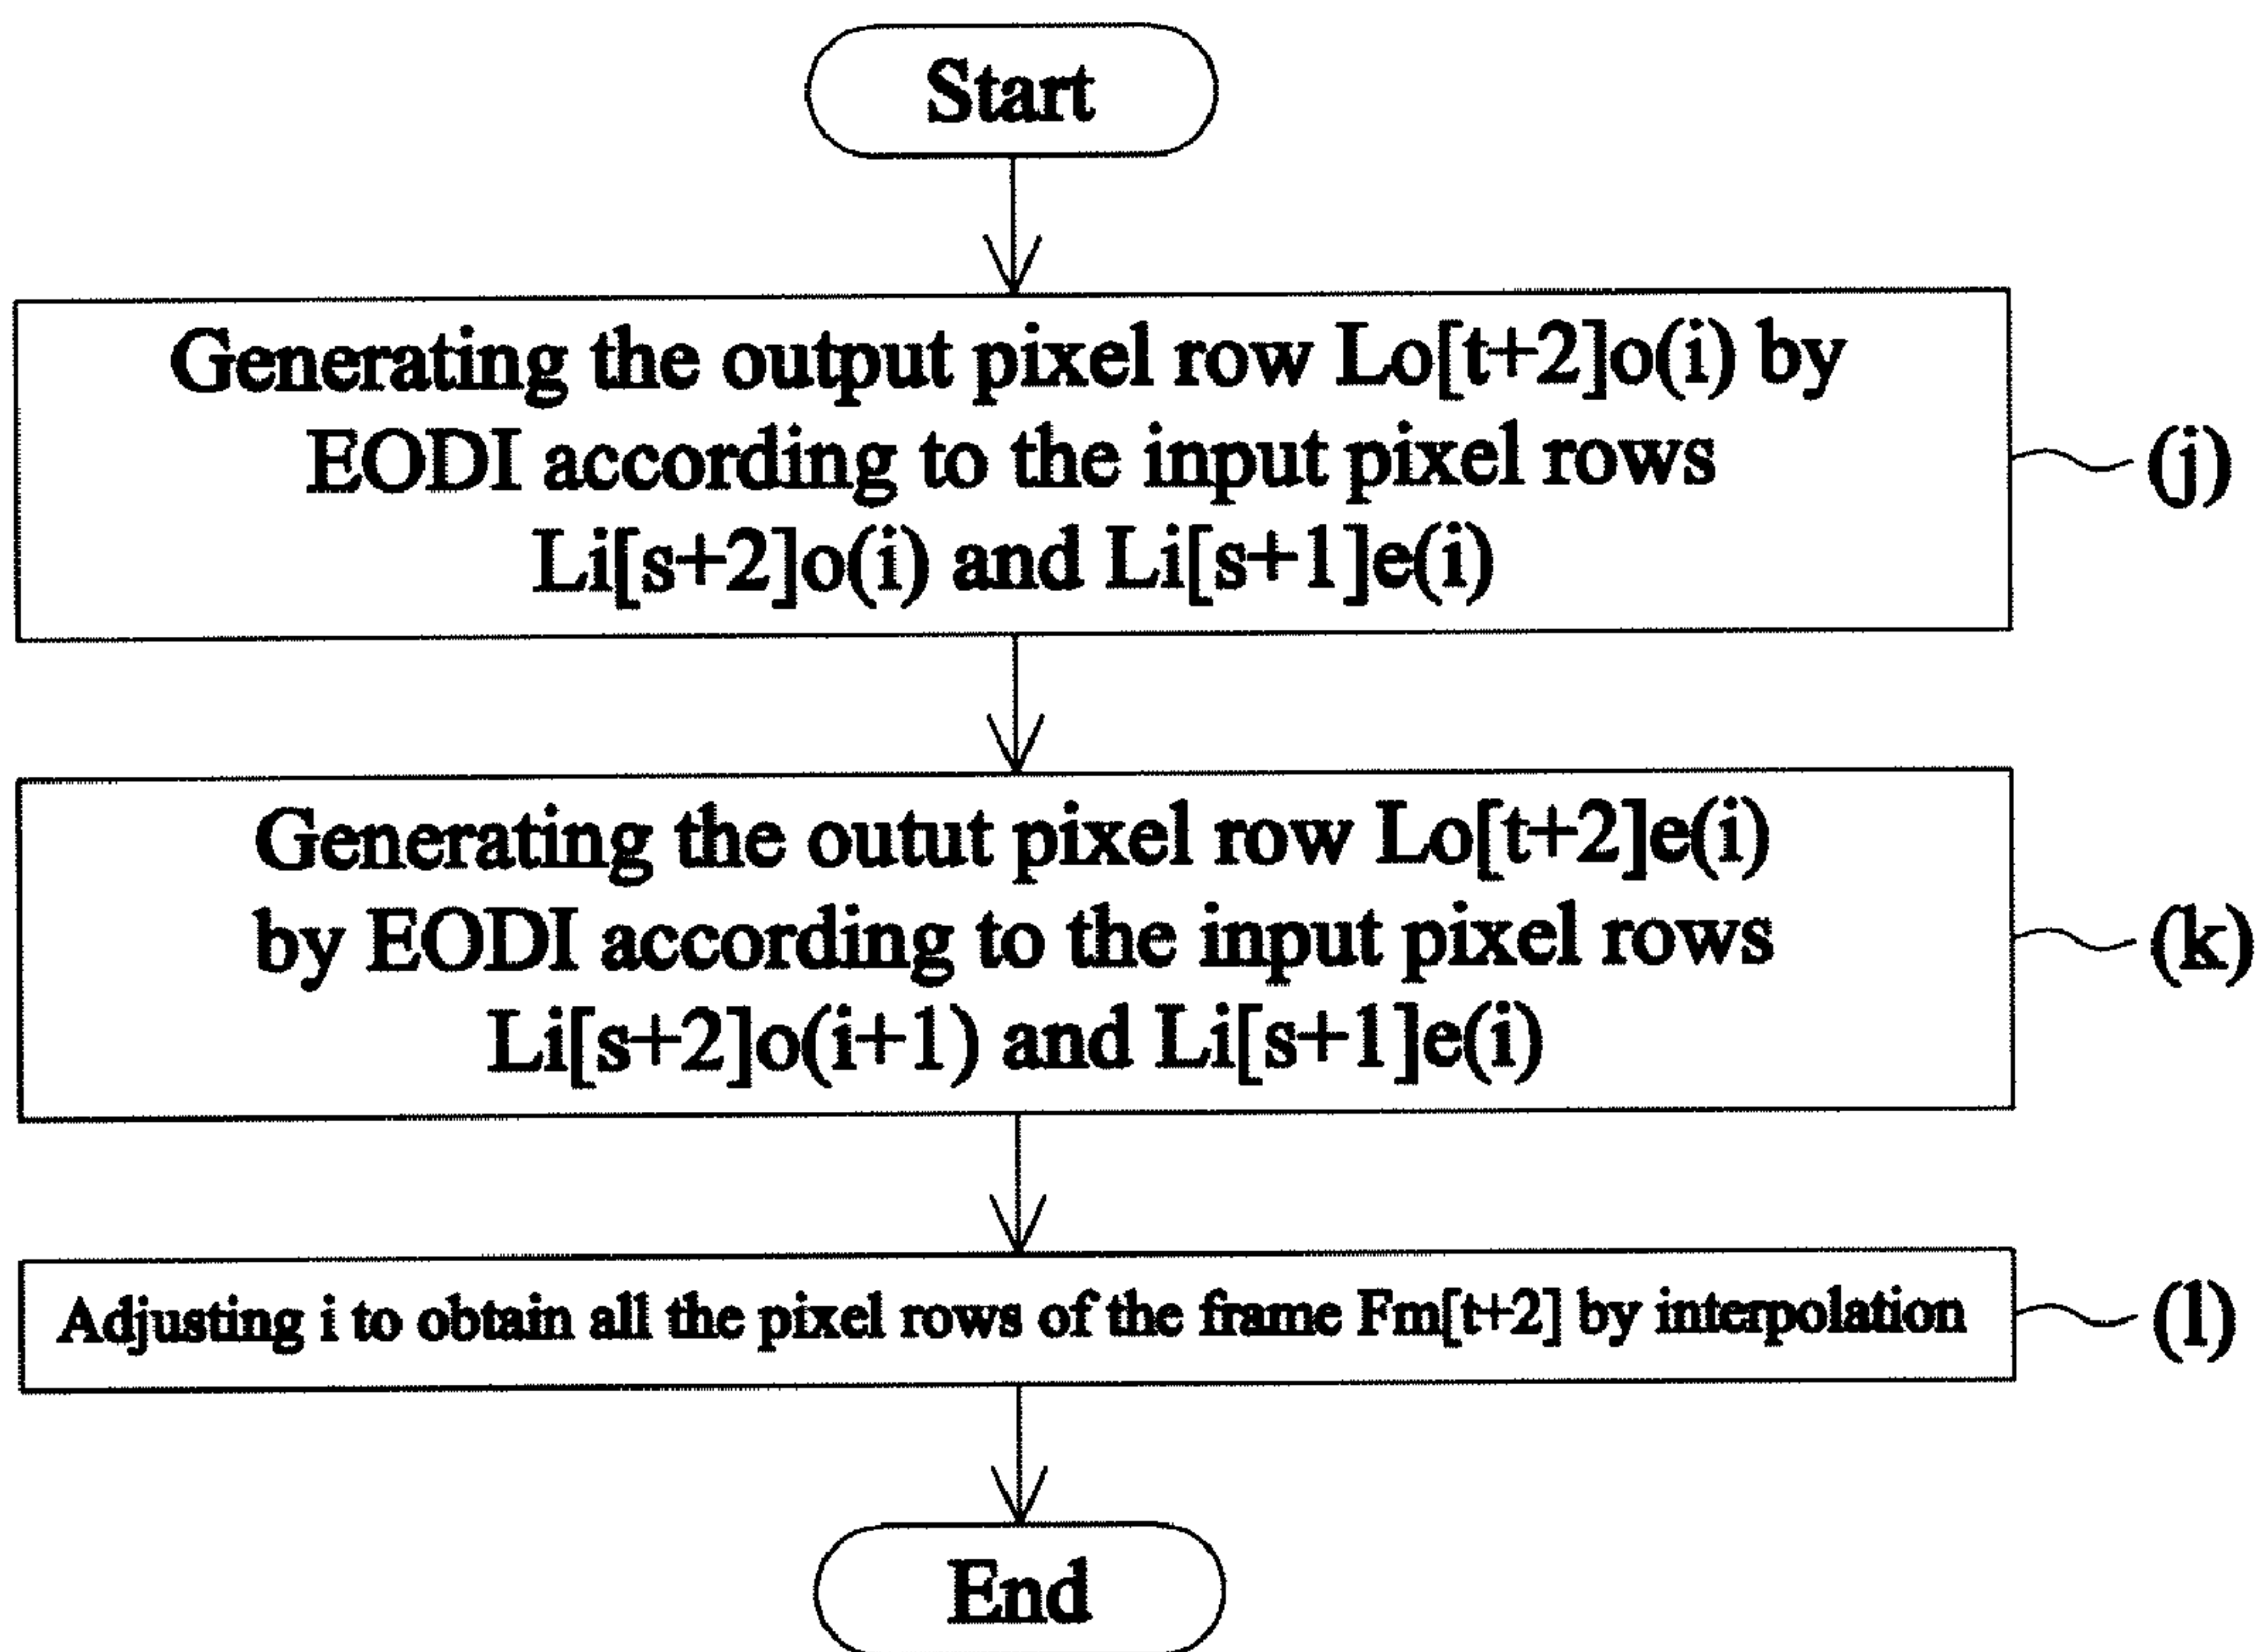 Start
Generating the output pixel row Lo[t+2]o(i) by
EODI according to the input pixel rows
Li[s+2]o(i) and Li[s+1]e(i)
(j)
Generating the outut pixel row Lo[t+2]e(i)
by EODI according to the input pixel rows
Li[s+2]o(i+1) and Li[s+1]e(i)
(k)
Adjusting i to obtain all the pixel rows of the frame Fm[t+2] by interpolation
(l)
End